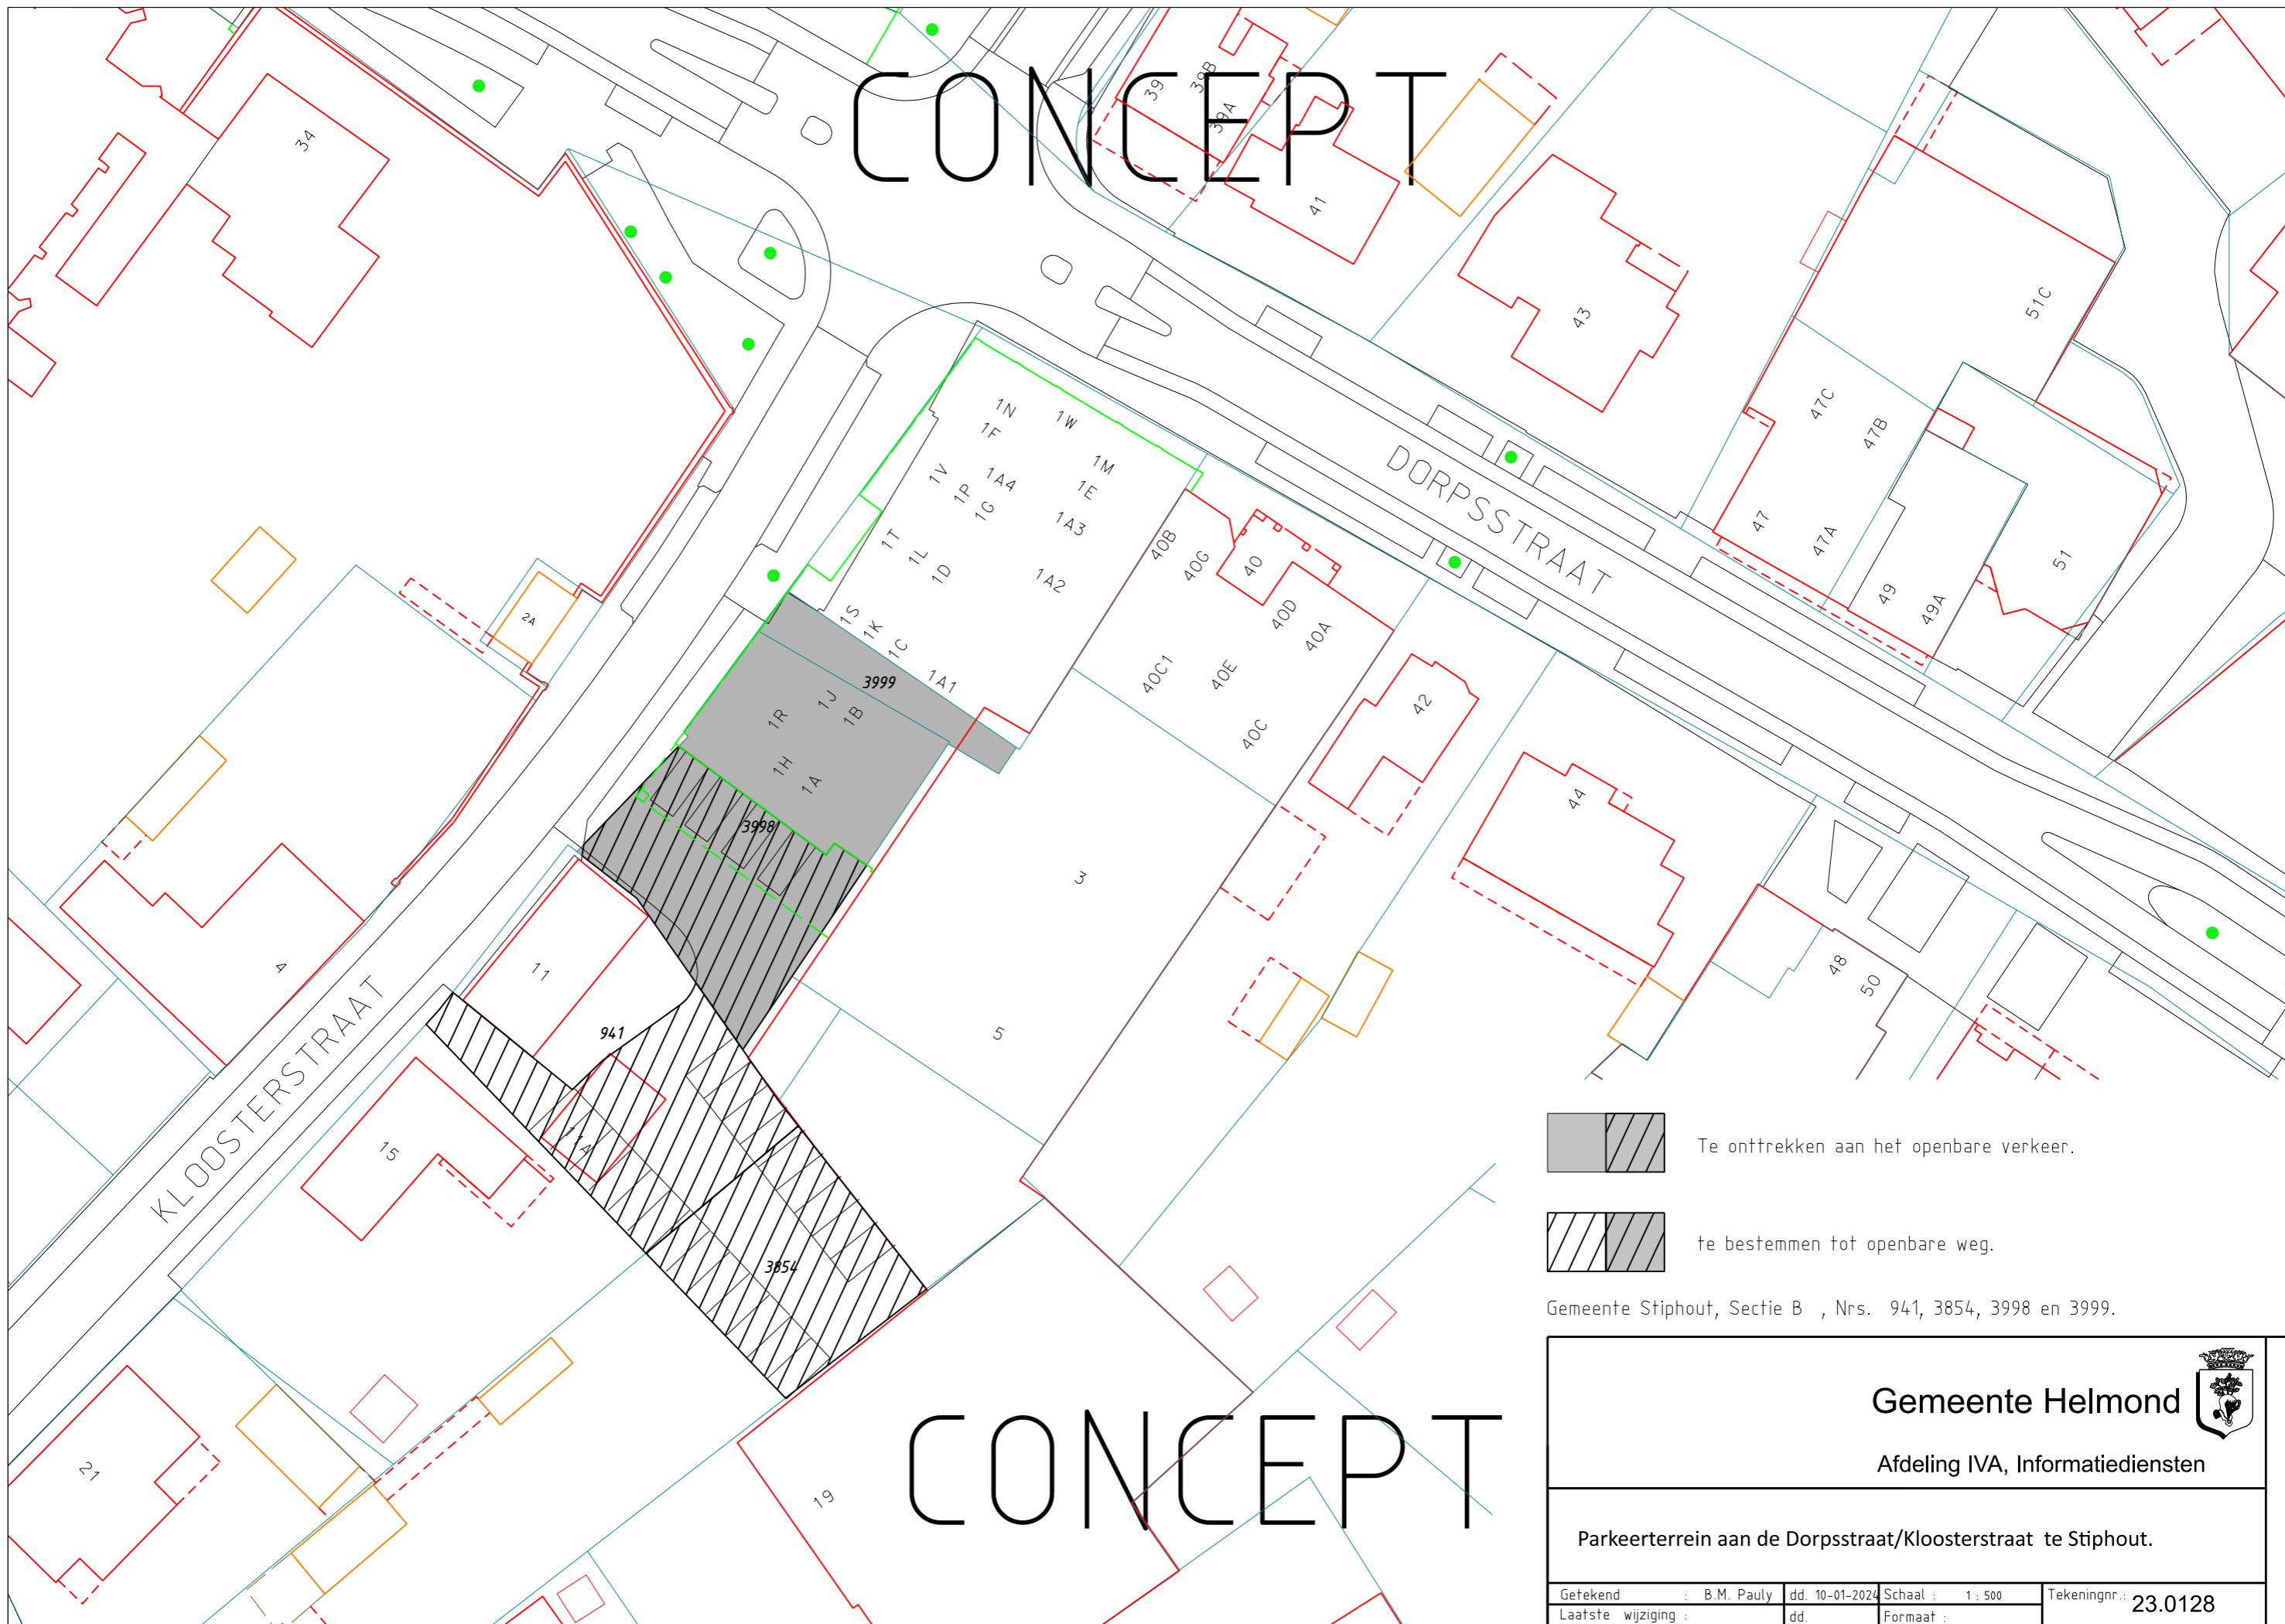 CONCEPT
34
39
39B
39A
41
43
51C
47C
47B
47
47A
49
49A
51
DORPSSTRAAT
1N
1W
1F
1M
1V
1A4
1E
1P
1G
1A3
1T
1L
1D
1A2
1S
1K
1C
1A1
40B
40G
40
40D
40A
40C1
40E
40C
42
44
48
50
2A
3999
1J
1R
1B
1H
1A
3998
3
5
4
11
941
11A
15
3854
KLOOSTERSTRAAT
21
19
CONCEPT
Te onttrekken aan het openbare verkeer.
te bestemmen tot openbare weg.
Gemeente Stiphout, Sectie B , Nrs. 941, 3854, 3998 en 3999.
Gemeente Helmond
Afdeling IVA, Informatiediensten
Parkeerterrein aan de Dorpsstraat/Kloosterstraat te Stiphout.
Getekend : B.M. Pauly dd. 10-01-2024 Schaal : 1 : 500 Tekeningnr.: 23.0128
Laatste wijziging : dd. Formaat :